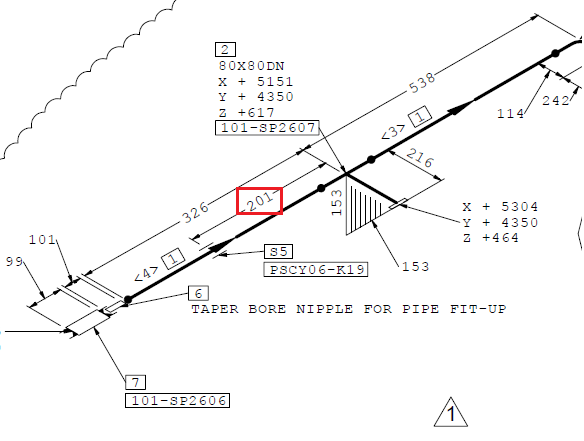 2
80X80DN
X + 5151
Y + 4350
Z +617
101-SP2607
538
114
242
<3> 1
216
153
326
201
X + 5304
Y + 4350
Z +464
153
S5
PSCY06-K19
101
99
<4> 1
6
TAPER BORE NIPPLE FOR PIPE FIT-UP
7
101-SP2606
1